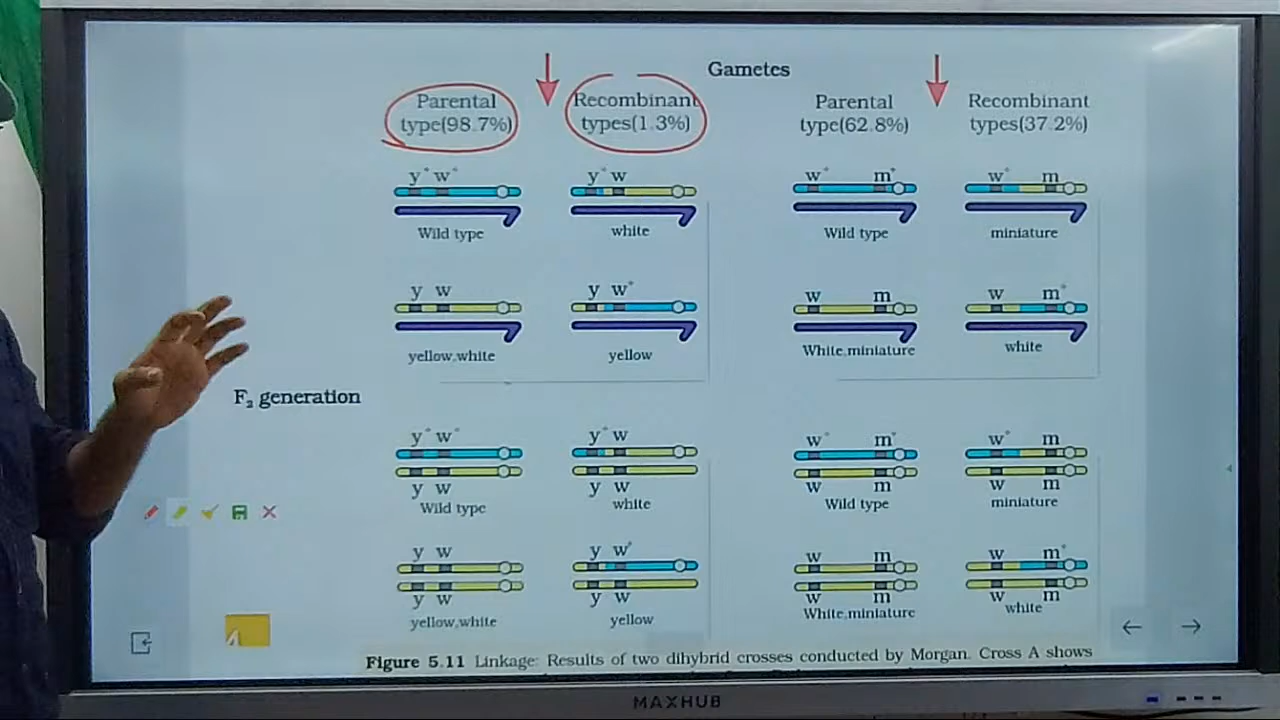 Gametes
Parental
type(98.7%)
Recombinant
types(1.3%)
Parental
type(62.8%)
Recombinant
types(37.2%)
y⁺ w⁺
y⁺ w
w⁺ m⁺
w⁺ m
Wild type
white
Wild type
miniature
y w
y w⁺
w m
w m⁺
yellow,white
yellow
White,miniature
white
F₂ generation
y⁺ w⁺
y⁺ w
w⁺ m⁺
w⁺ m
y w
y w
w m
w m
Wild type
white
Wild type
miniature
y w
y w⁺
w m
w m⁺
y w
y w
w m
w m
yellow,white
yellow
White,miniature
white
Figure 5.11 Linkage: Results of two dihybrid crosses conducted by Morgan. Cross A shows
MAXHUB